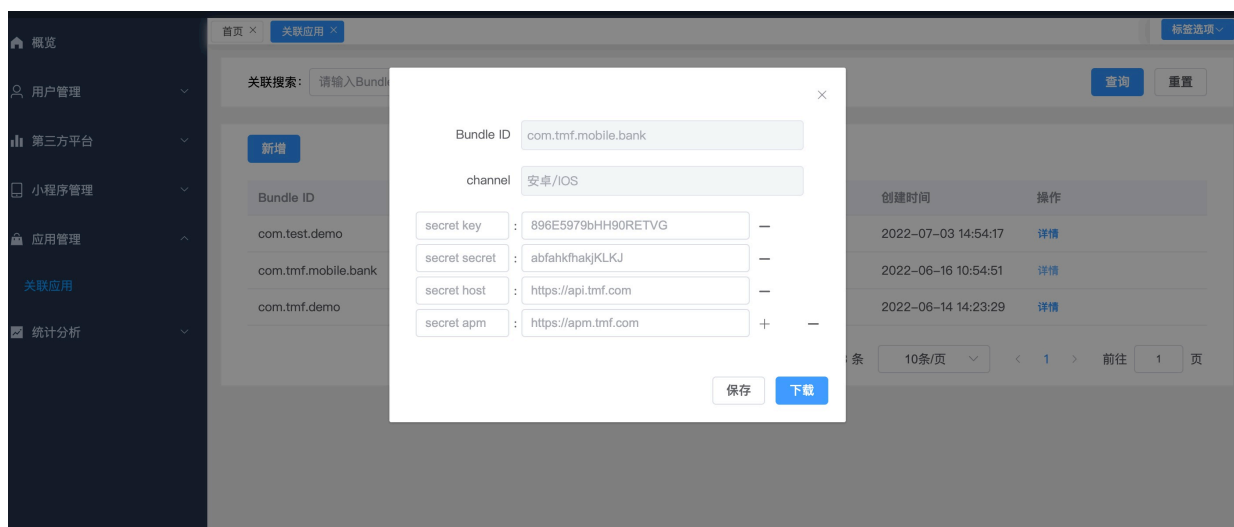 概览
用户管理
第三方平台
小程序管理
应用管理
关联应用
统计分析
首页 × 关联应用 ×
标签选项
关联搜索： 请输入Bundl
查询 重置
新增
Bundle ID 创建时间 操作
com.test.demo 2022-07-03 14:54:17 详情
com.tmf.mobile.bank 2022-06-16 10:54:51 详情
com.tmf.demo 2022-06-14 14:23:29 详情
条 10条/页 < 1 > 前往 1 页
×
Bundle ID com.tmf.mobile.bank
channel 安卓/IOS
secret key : 896E5979bHH90RETVG −
secret secret : abfahkfhakjKLKJ −
secret host : https://api.tmf.com −
secret apm : https://apm.tmf.com + −
保存 下载